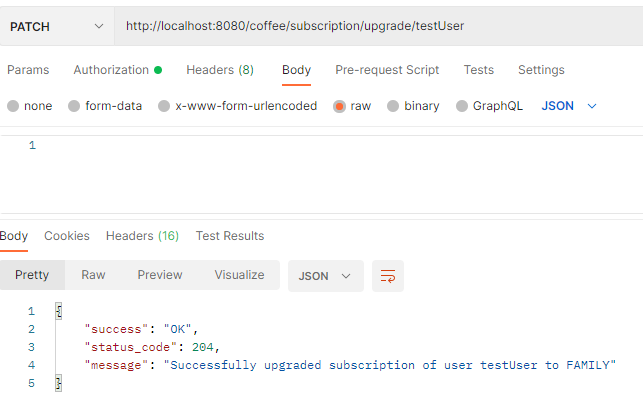 PATCH http://localhost:8080/coffee/subscription/upgrade/testUser
Params Authorization Headers (8) Body Pre-request Script Tests Settings
none form-data x-www-form-urlencoded raw binary GraphQL JSON
1
Body Cookies Headers (16) Test Results
Pretty Raw Preview Visualize JSON
1 {
2 "success": "OK",
3 "status_code": 204,
4 "message": "Successfully upgraded subscription of user testUser to FAMILY"
5 }